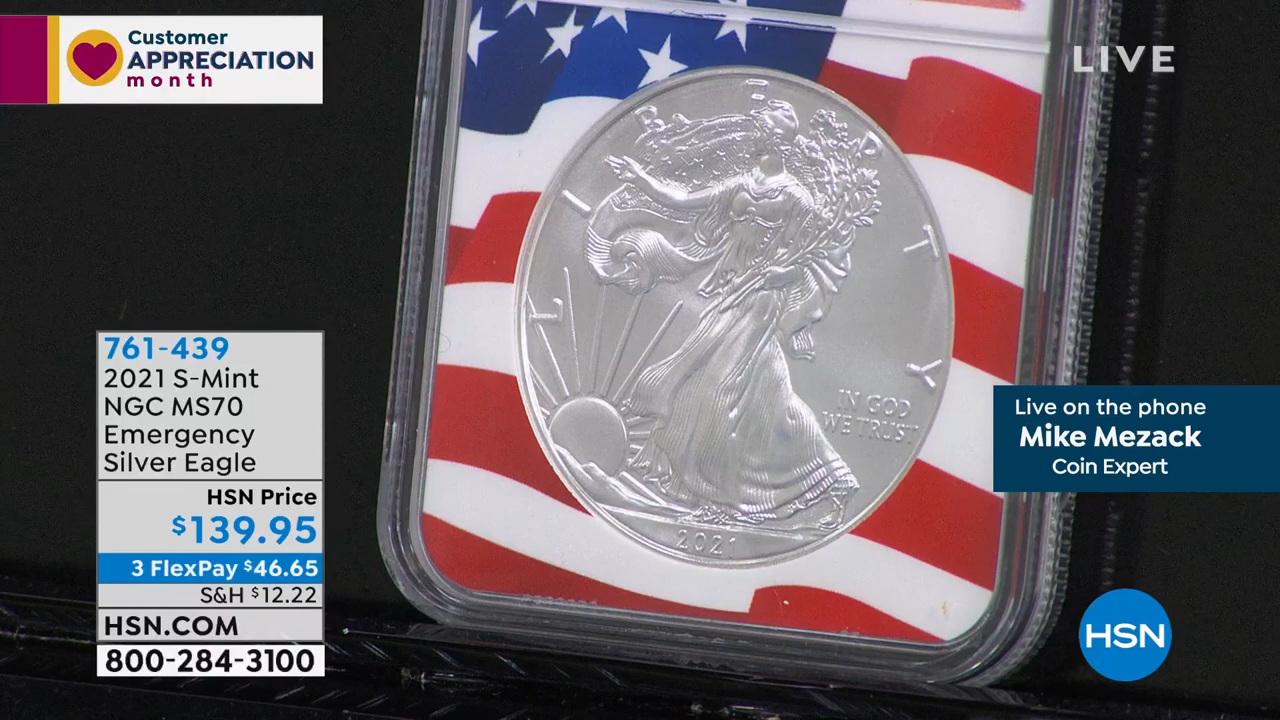 Customer
APPRECIATION
month
LIVE
LIBERTY
IN GOD
WE TRUST
2021
761-439
2021 S-Mint
NGC MS70
Emergency
Silver Eagle
HSN Price
$139.95
3 FlexPay $46.65
S&H $12.22
HSN.COM
800-284-3100
Live on the phone
Mike Mezack
Coin Expert
HSN